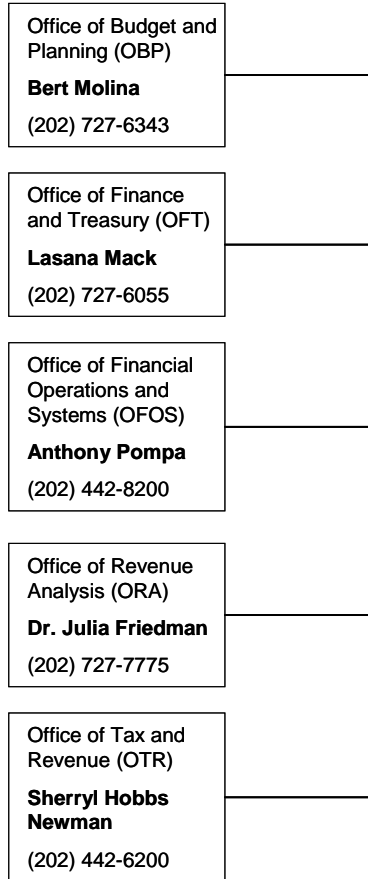 Office of Budget and
Planning (OBP)
Bert Molina
(202) 727-6343
Office of Finance
and Treasury (OFT)
Lasana Mack
(202) 727-6055
Office of Financial
Operations and
Systems (OFOS)
Anthony Pompa
(202) 442-8200
Office of Revenue
Analysis (ORA)
Dr. Julia Friedman
(202) 727-7775
Office of Tax and
Revenue (OTR)
Sherryl Hobbs
Newman
(202) 442-6200